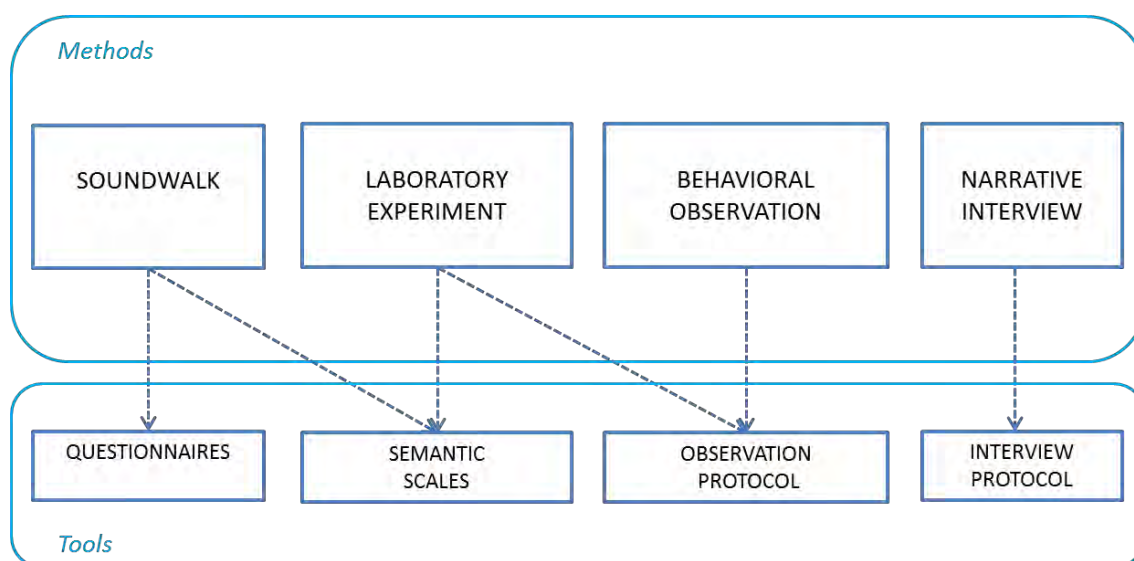 Methods
SOUNDWALK
LABORATORY
EXPERIMENT
BEHAVIORAL
OBSERVATION
NARRATIVE
INTERVIEW
QUESTIONNAIRES
SEMANTIC
SCALES
OBSERVATION
PROTOCOL
INTERVIEW
PROTOCOL
Tools